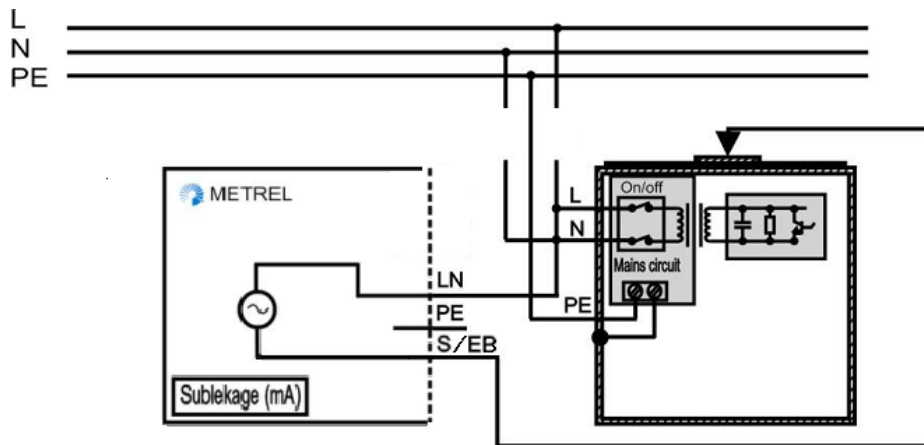 L
N
PE
METREL
On/off
L
N
Mains circuit
LN
PE
PE
S/EB
Sublekage (mA)